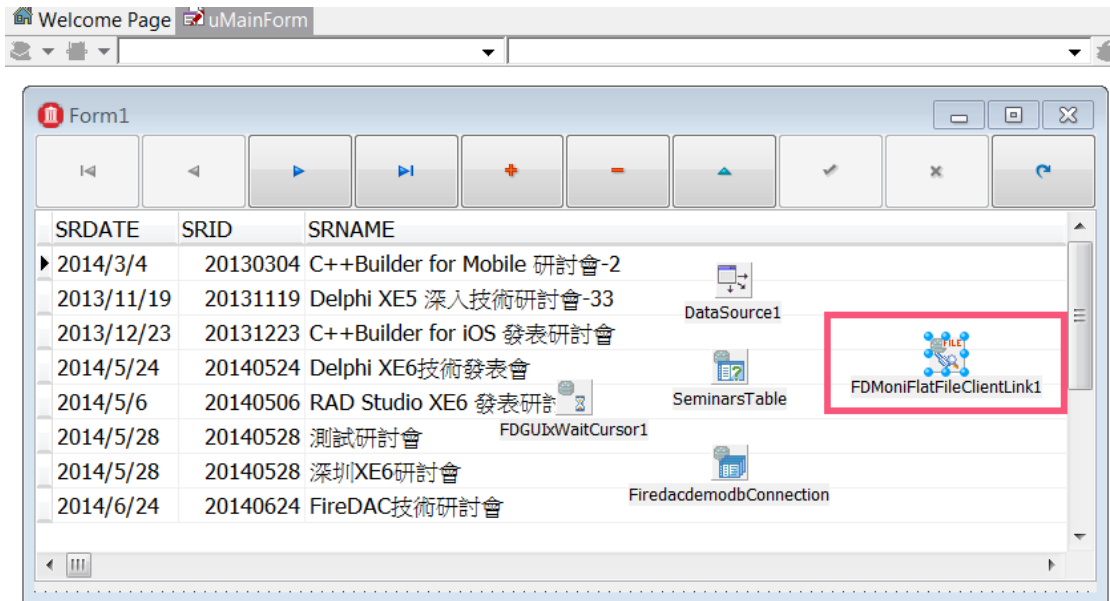 Welcome Page uMainForm
Form1
SRDATE SRID SRNAME
2014/3/4 20130304 C++Builder for Mobile 研討會-2
2013/11/19 20131119 Delphi XE5 深入技術研討會-33
2013/12/23 20131223 C++Builder for iOS 發表研討會
2014/5/24 20140524 Delphi XE6技術發表會
2014/5/6 20140506 RAD Studio XE6 發表研討
2014/5/28 20140528 測試研討會
2014/5/28 20140528 深圳XE6研討會
2014/6/24 20140624 FireDAC技術研討會
DataSource1
FILE
FDMoniFlatFileClientLink1
SeminarsTable
FDGUIxWaitCursor1
FiredacdemodbConnection